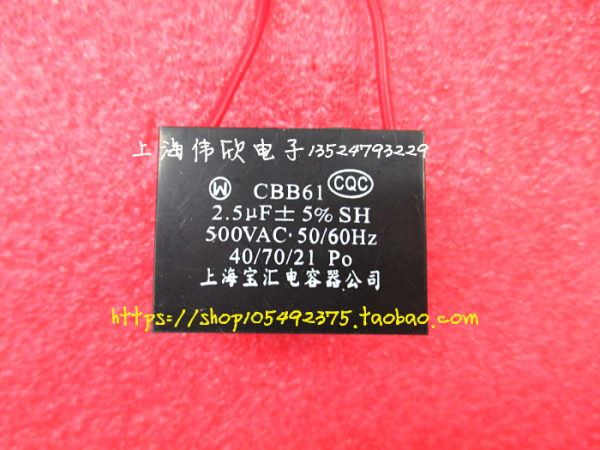 上海伟欣电子13524793229
W CBB61 CQC
2.5μF±5% SH
500VAC·50/60Hz
40/70/21 Po
上海宝汇电容器公司
https://shop105492375.taobao.com